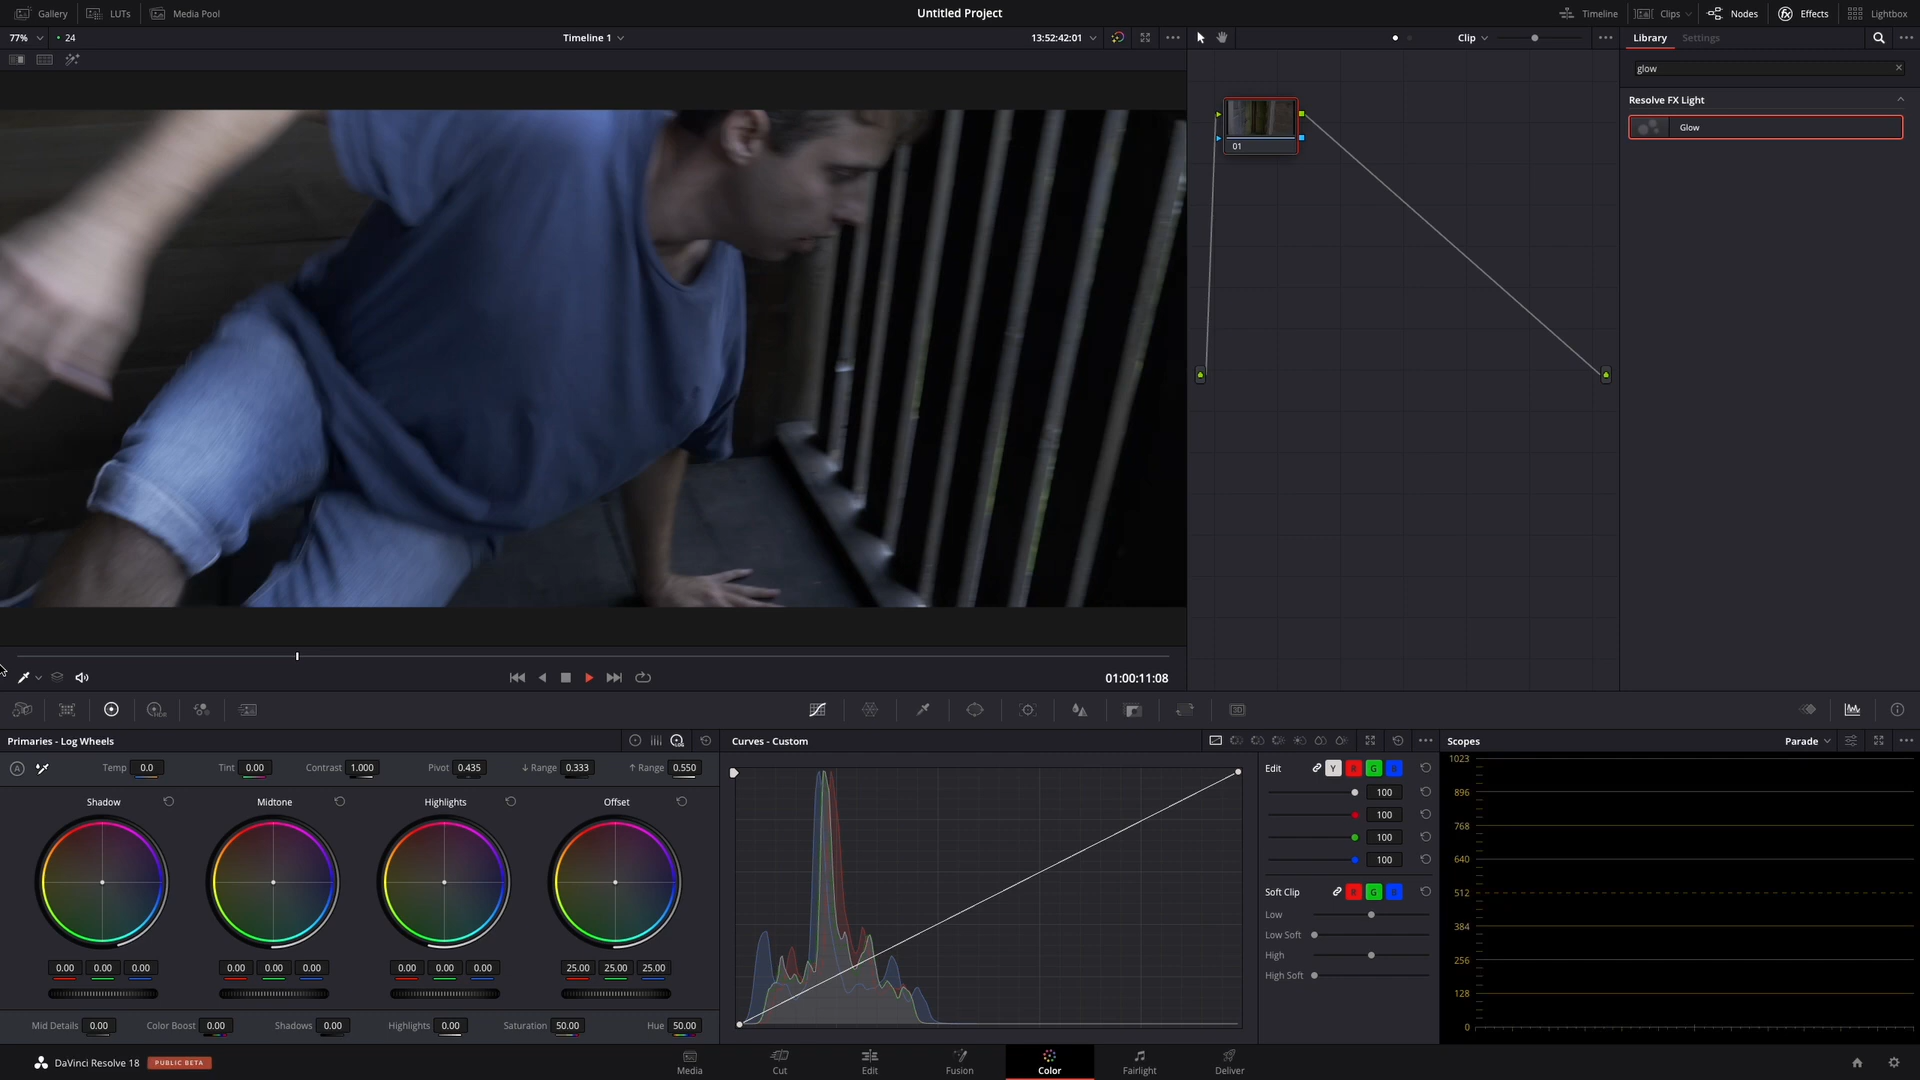 Gallery
LUTs
Media Pool
Untitled Project
Timeline
Clips
Nodes
Effects
Lightbox
77%
24
Timeline 1
13:52:42:01
Clip
Library
Settings
glow
Resolve FX Light
Glow
01
01:00:11:08
HDR
3D
Primaries - Log Wheels
LOG
Curves - Custom
Scopes
Parade
A
Temp 0.0
Tint 0.00
Contrast 1.000
Pivot 0.435
↓ Range 0.333
↑ Range 0.550
Shadow
Midtone
Highlights
Offset
0.00 0.00 0.00
0.00 0.00 0.00
0.00 0.00 0.00
25.00 25.00 25.00
Mid Details 0.00
Color Boost 0.00
Shadows 0.00
Highlights 0.00
Saturation 50.00
Hue 50.00
Edit
Y R G B
100
100
100
100
Soft Clip
R G B
Low
Low Soft
High
High Soft
1023
896
768
640
512
384
256
128
0
DaVinci Resolve 18
PUBLIC BETA
Media
Cut
Edit
Fusion
Color
Fairlight
Deliver